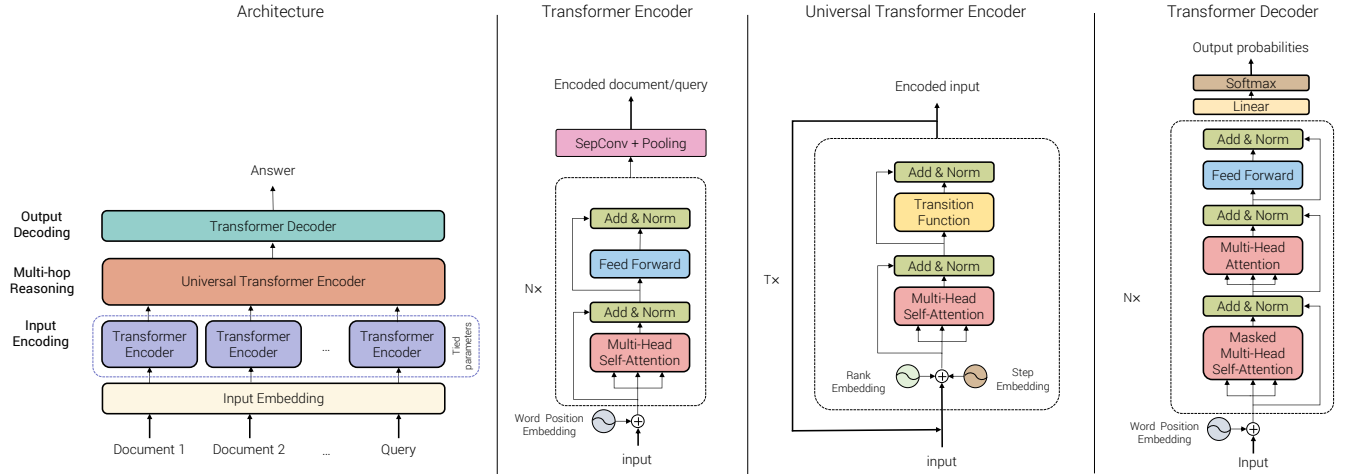 Architecture
Answer
Output
Decoding
Transformer Decoder
Multi-hop
Reasoning
Universal Transformer Encoder
Input
Encoding
Transformer
Encoder
Transformer
Encoder
...
Transformer
Encoder
Tied
parameters
Input Embedding
Document 1
Document 2
...
Query
Transformer Encoder
Encoded document/query
SepConv + Pooling
Add & Norm
Feed Forward
N×
Add & Norm
Multi-Head
Self-Attention
Word Position
Embedding
input
Universal Transformer Encoder
Encoded input
Add & Norm
Transition
Function
Add & Norm
T×
Multi-Head
Self-Attention
Rank
Embedding
Step
Embedding
input
Transformer Decoder
Output probabilities
Softmax
Linear
Add & Norm
Feed Forward
Add & Norm
Multi-Head
Attention
N×
Add & Norm
Masked
Multi-Head
Self-Attention
Word Position
Embedding
Input